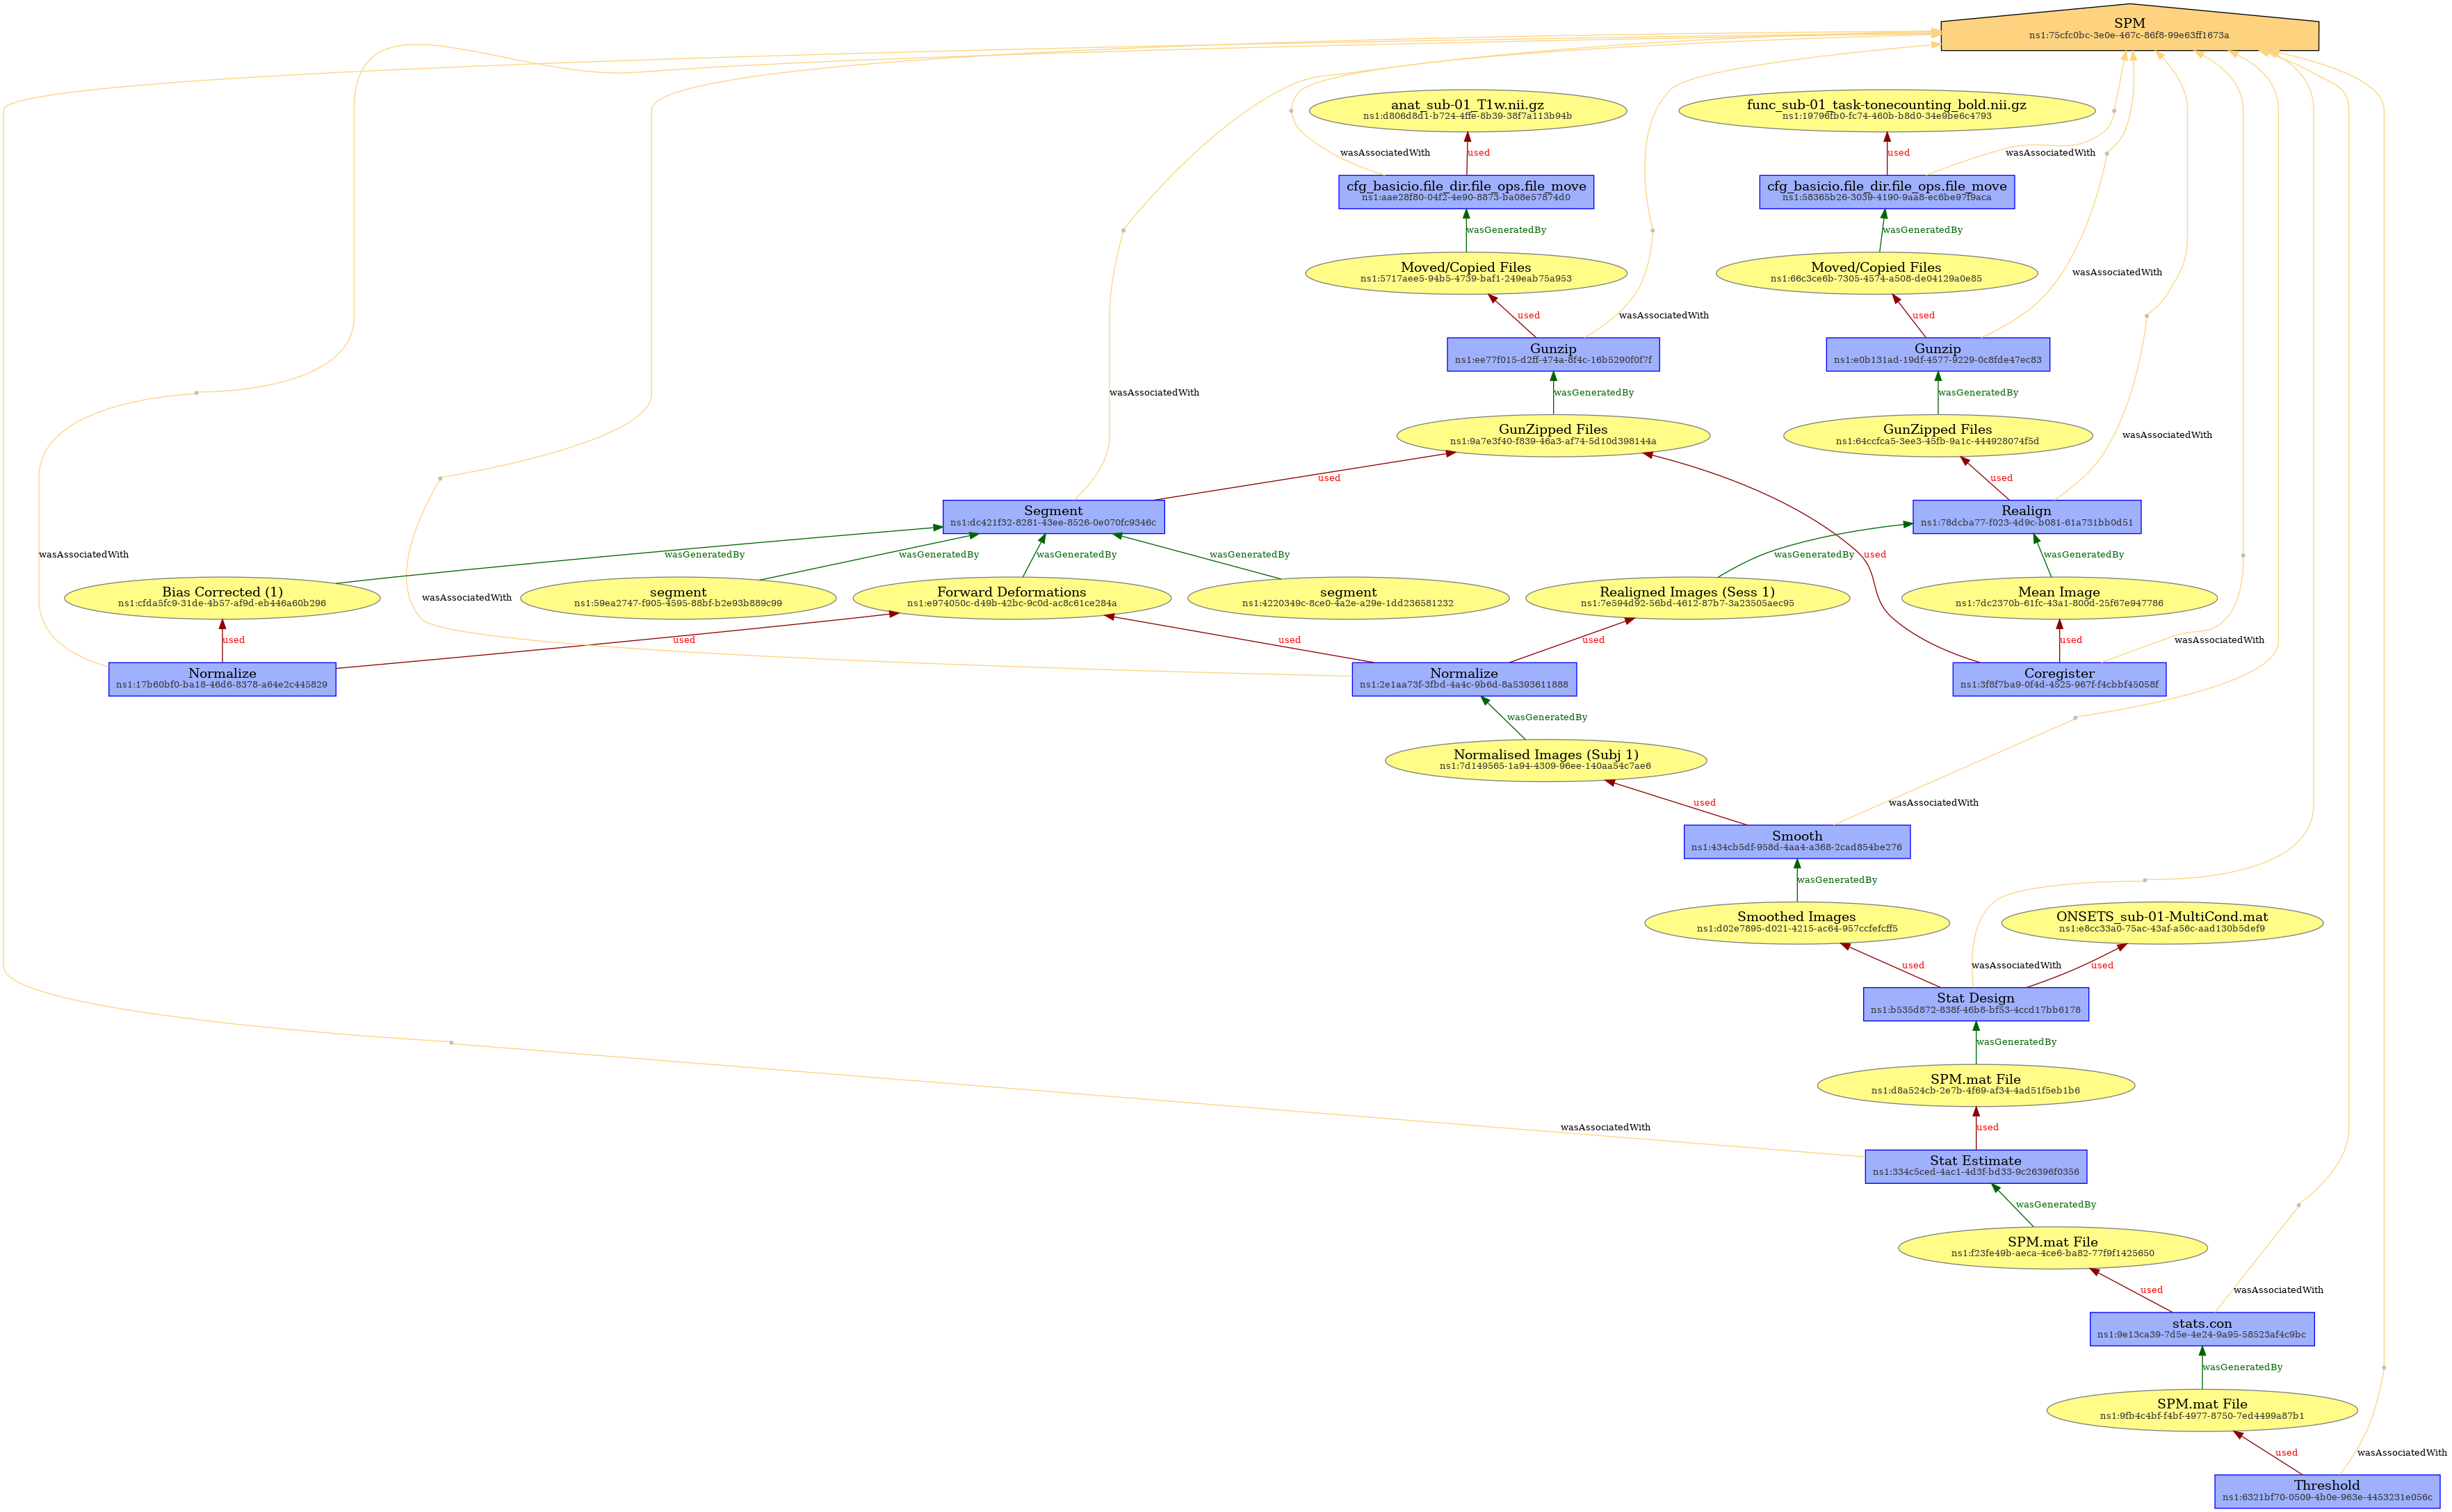 SPM
ns1:75cfc0bc-3e0e-467c-86f8-99e63ff1673a
anat_sub-01_T1w.nii.gz
ns1:d806d8d1-b724-4ffe-8b39-38f7a113b94b
func_sub-01_task-tonecounting_bold.nii.gz
ns1:19796fb0-fc74-460b-b8d0-34e9be6c4793
wasAssociatedWith
used
used
wasAssociatedWith
cfg_basicio.file_dir.file_ops.file_move
ns1:aae28f80-04f2-4e90-8873-ba08e57874d0
cfg_basicio.file_dir.file_ops.file_move
ns1:58365b26-3039-4190-9aa8-ec6be97f9aca
wasGeneratedBy
wasGeneratedBy
Moved/Copied Files
ns1:5717aee5-94b5-4739-baf1-249eab75a953
Moved/Copied Files
ns1:66c3ce6b-7305-4574-a508-de04129a0e85
wasAssociatedWith
used
wasAssociatedWith
used
Gunzip
ns1:ee77f015-d2ff-474a-8f4c-16b5290f0f7f
Gunzip
ns1:e0b131ad-19df-4577-9229-0c8fde47ec83
wasAssociatedWith
wasGeneratedBy
wasGeneratedBy
GunZipped Files
ns1:9a7e3f40-f839-46a3-af74-5d10d398144a
GunZipped Files
ns1:64ccfca5-3ee3-45fb-9a1c-444928074f5d
wasAssociatedWith
used
used
Segment
ns1:dc421f32-8281-43ee-8526-0e070fc9346c
Realign
ns1:78dcba77-f023-4d9c-b081-61a731bb0d51
wasAssociatedWith
wasGeneratedBy
wasGeneratedBy
wasGeneratedBy
wasGeneratedBy
wasGeneratedBy
used
wasGeneratedBy
Bias Corrected (1)
ns1:cfda5fc9-31de-4b57-af9d-eb446a60b296
wasAssociatedWith
segment
ns1:59ea2747-f905-4595-88bf-b2e93b889c99
Forward Deformations
ns1:e974050c-d49b-42bc-9c0d-ac8c61ce284a
segment
ns1:4220349c-8ce0-4a2e-a29e-1dd236581232
Realigned Images (Sess 1)
ns1:7e594d92-56bd-4612-87b7-3a23505aec95
Mean Image
ns1:7dc2370b-61fc-43a1-800d-25f67e947786
used
used
used
used
used
wasAssociatedWith
Normalize
ns1:17b60bf0-ba18-46d6-8378-a64e2c445829
Normalize
ns1:2e1aa73f-3fbd-4a4c-9b6d-8a5393611888
Coregister
ns1:3f8f7ba9-0f4d-4525-967f-f4cbbf45058f
wasGeneratedBy
Normalised Images (Subj 1)
ns1:7d149565-1a94-4309-96ee-140aa54c7ae6
used
wasAssociatedWith
Smooth
ns1:434cb5df-958d-4aa4-a368-2cad854be276
wasGeneratedBy
Smoothed Images
ns1:d02e7895-d021-4215-ac64-957ccfefcff5
ONSETS_sub-01-MultiCond.mat
ns1:e8cc33a0-75ac-43af-a56c-aad130b5def9
used
wasAssociatedWith
used
Stat Design
ns1:b535d872-838f-46b8-bf53-4ccd17bb6178
wasGeneratedBy
SPM.mat File
ns1:d8a524cb-2e7b-4f69-af34-4ad51f5eb1b6
wasAssociatedWith
used
Stat Estimate
ns1:334c5ced-4ac1-4d3f-bd33-9c26396f0356
wasGeneratedBy
SPM.mat File
ns1:f23fe49b-aeca-4ce6-ba82-77f9f1425650
used
wasAssociatedWith
stats.con
ns1:9e13ca39-7d5e-4e24-9a95-58523af4c9bc
wasGeneratedBy
SPM.mat File
ns1:9fb4c4bf-f4bf-4977-8750-7ed4499a87b1
used
wasAssociatedWith
Threshold
ns1:6321bf70-0509-4b0e-963e-4453231e056c